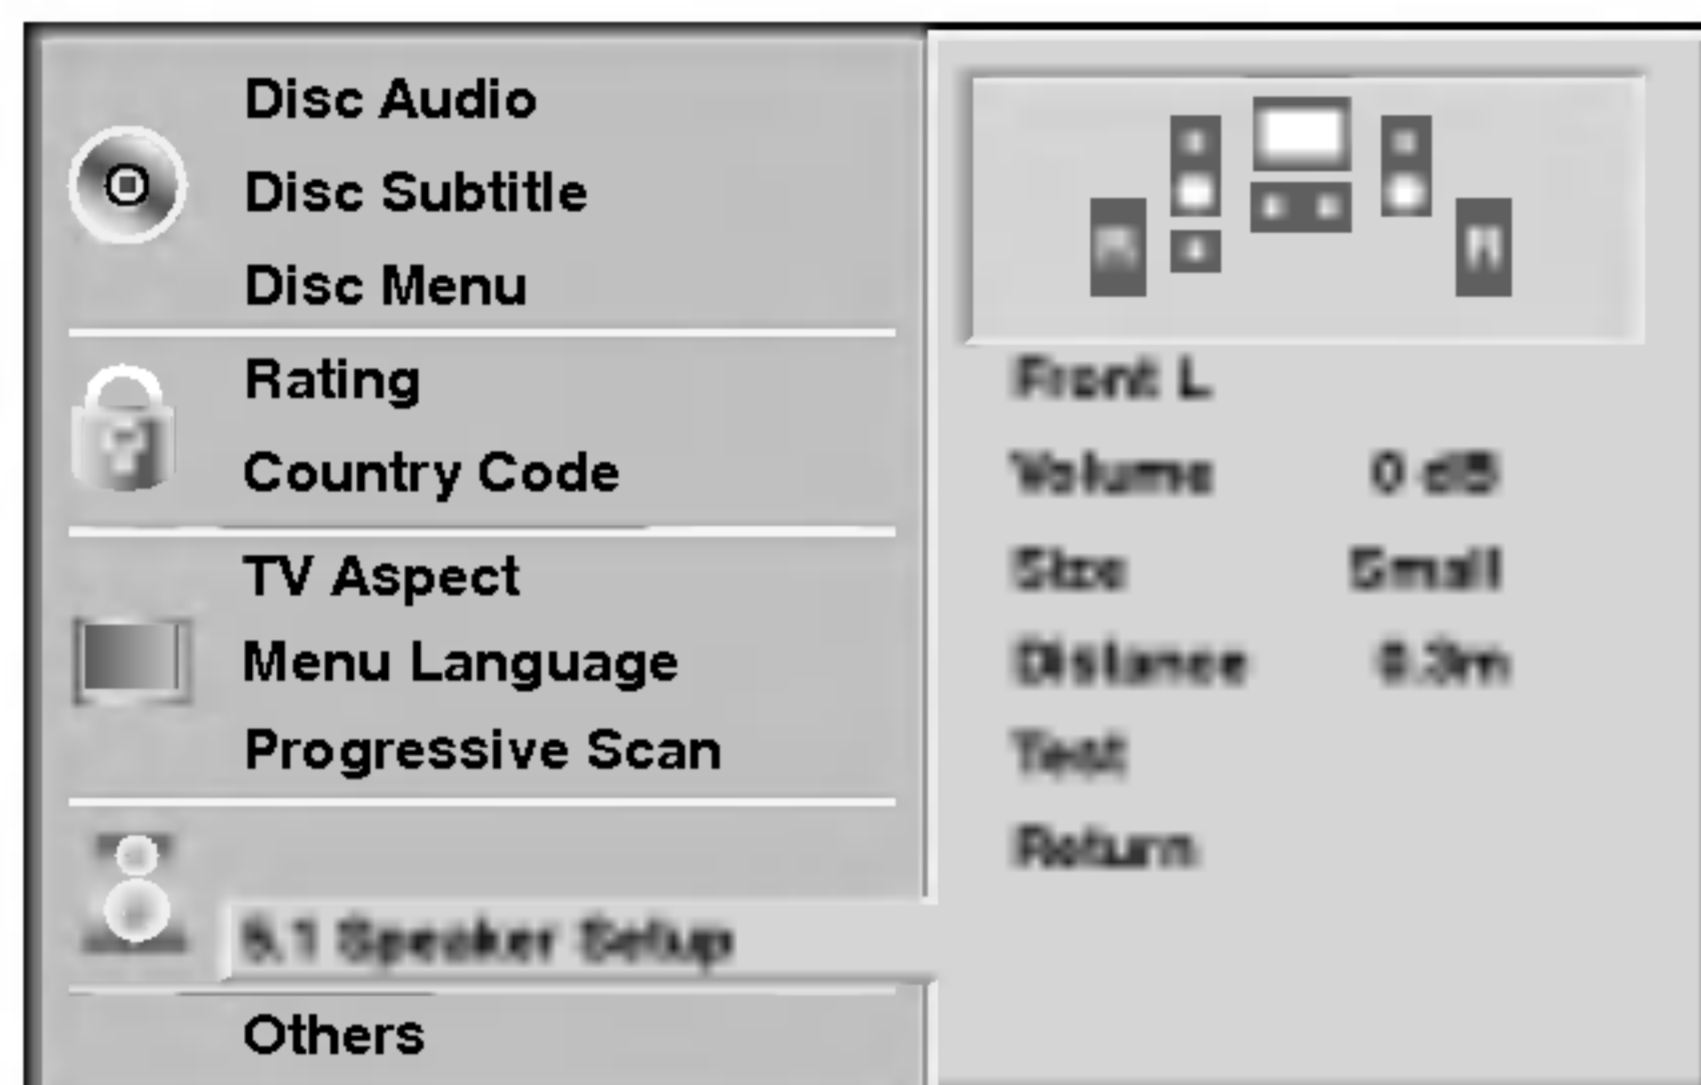 Disc Audio
Disc Subtitle
Disc Menu
Rating
Country Code
TV Aspect
Menu Language
Progressive Scan
5.1 Speaker Setup
Others
Front L
Volume 0 dB
Size Small
Distance
Test
Return